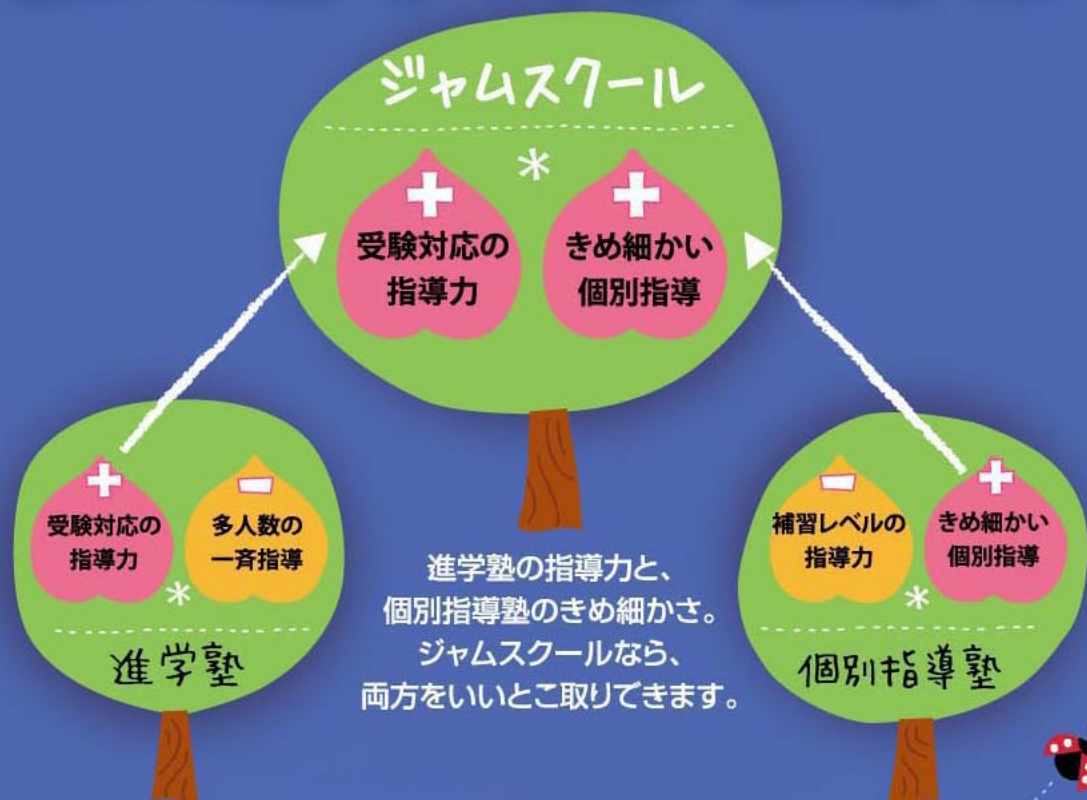 ジャムスクール
受験対応の
指導力
きめ細かい
個別指導
受験対応の
指導力
多人数の
一斉指導
進学塾
進学塾の指導力と、
個別指導塾のきめ細かさ。
ジャムスクールなら、
両方をいいとこ取りできます。
補習レベルの
指導力
きめ細かい
個別指導
個別指導塾